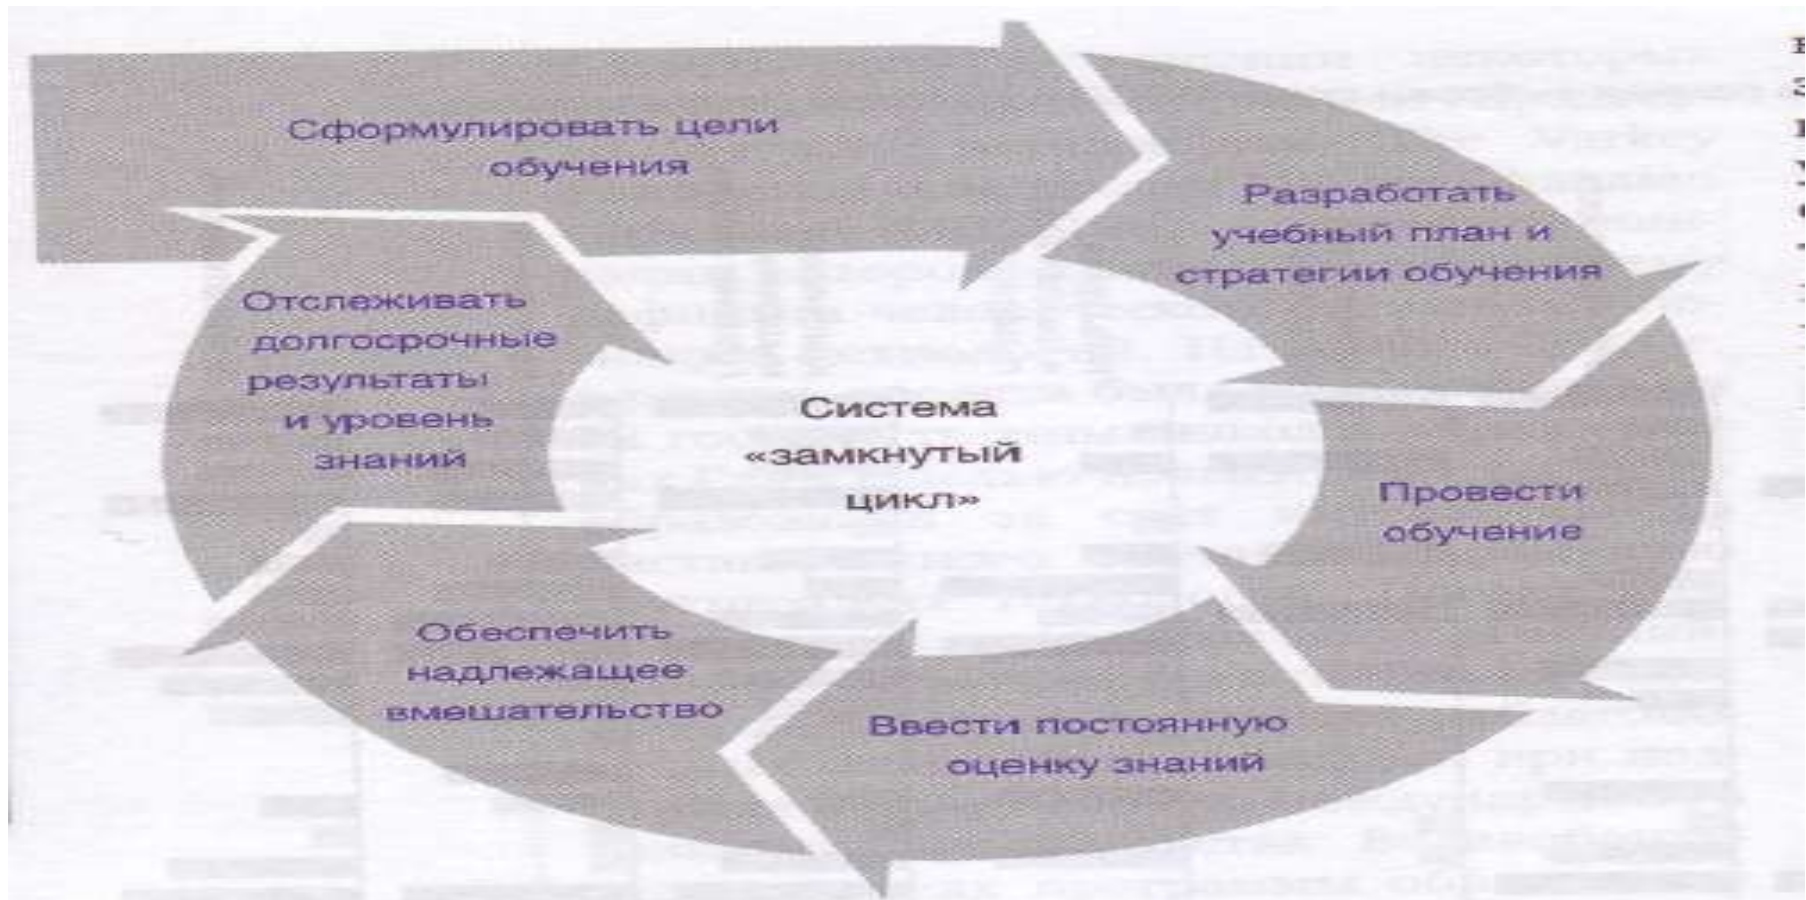 Сформулировать цели
обучения
Разработать
учебный план и
стратегии обучения
Провести
обучение
Ввести постоянную
оценку знаний
Обеспечить
надлежащее
вмешательство
Отслеживать
долгосрочные
результаты
и уровень
знаний
Система
«замкнутый
цикл»